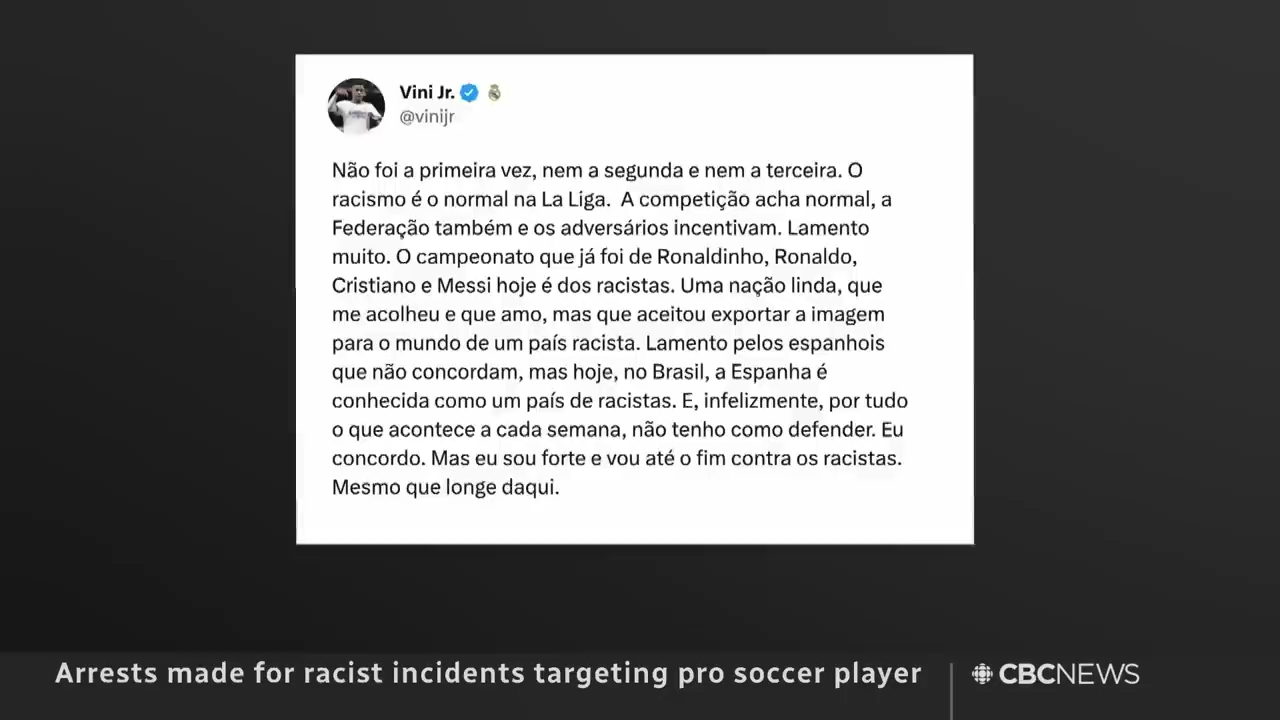 Vini Jr.
@vinijr
Não foi a primeira vez, nem a segunda e nem a terceira. O
racismo é o normal na La Liga. A competição acha normal, a
Federação também e os adversários incentivam. Lamento
muito. O campeonato que já foi de Ronaldinho, Ronaldo,
Cristiano e Messi hoje é dos racistas. Uma nação linda, que
me acolheu e que amo, mas que aceitou exportar a imagem
para o mundo de um país racista. Lamento pelos espanhois
que não concordam, mas hoje, no Brasil, a Espanha é
conhecida como um país de racistas. E, infelizmente, por tudo
o que acontece a cada semana, não tenho como defender. Eu
concordo. Mas eu sou forte e vou até o fim contra os racistas.
Mesmo que longe daqui.
Arrests made for racist incidents targeting pro soccer player
CBCNEWS